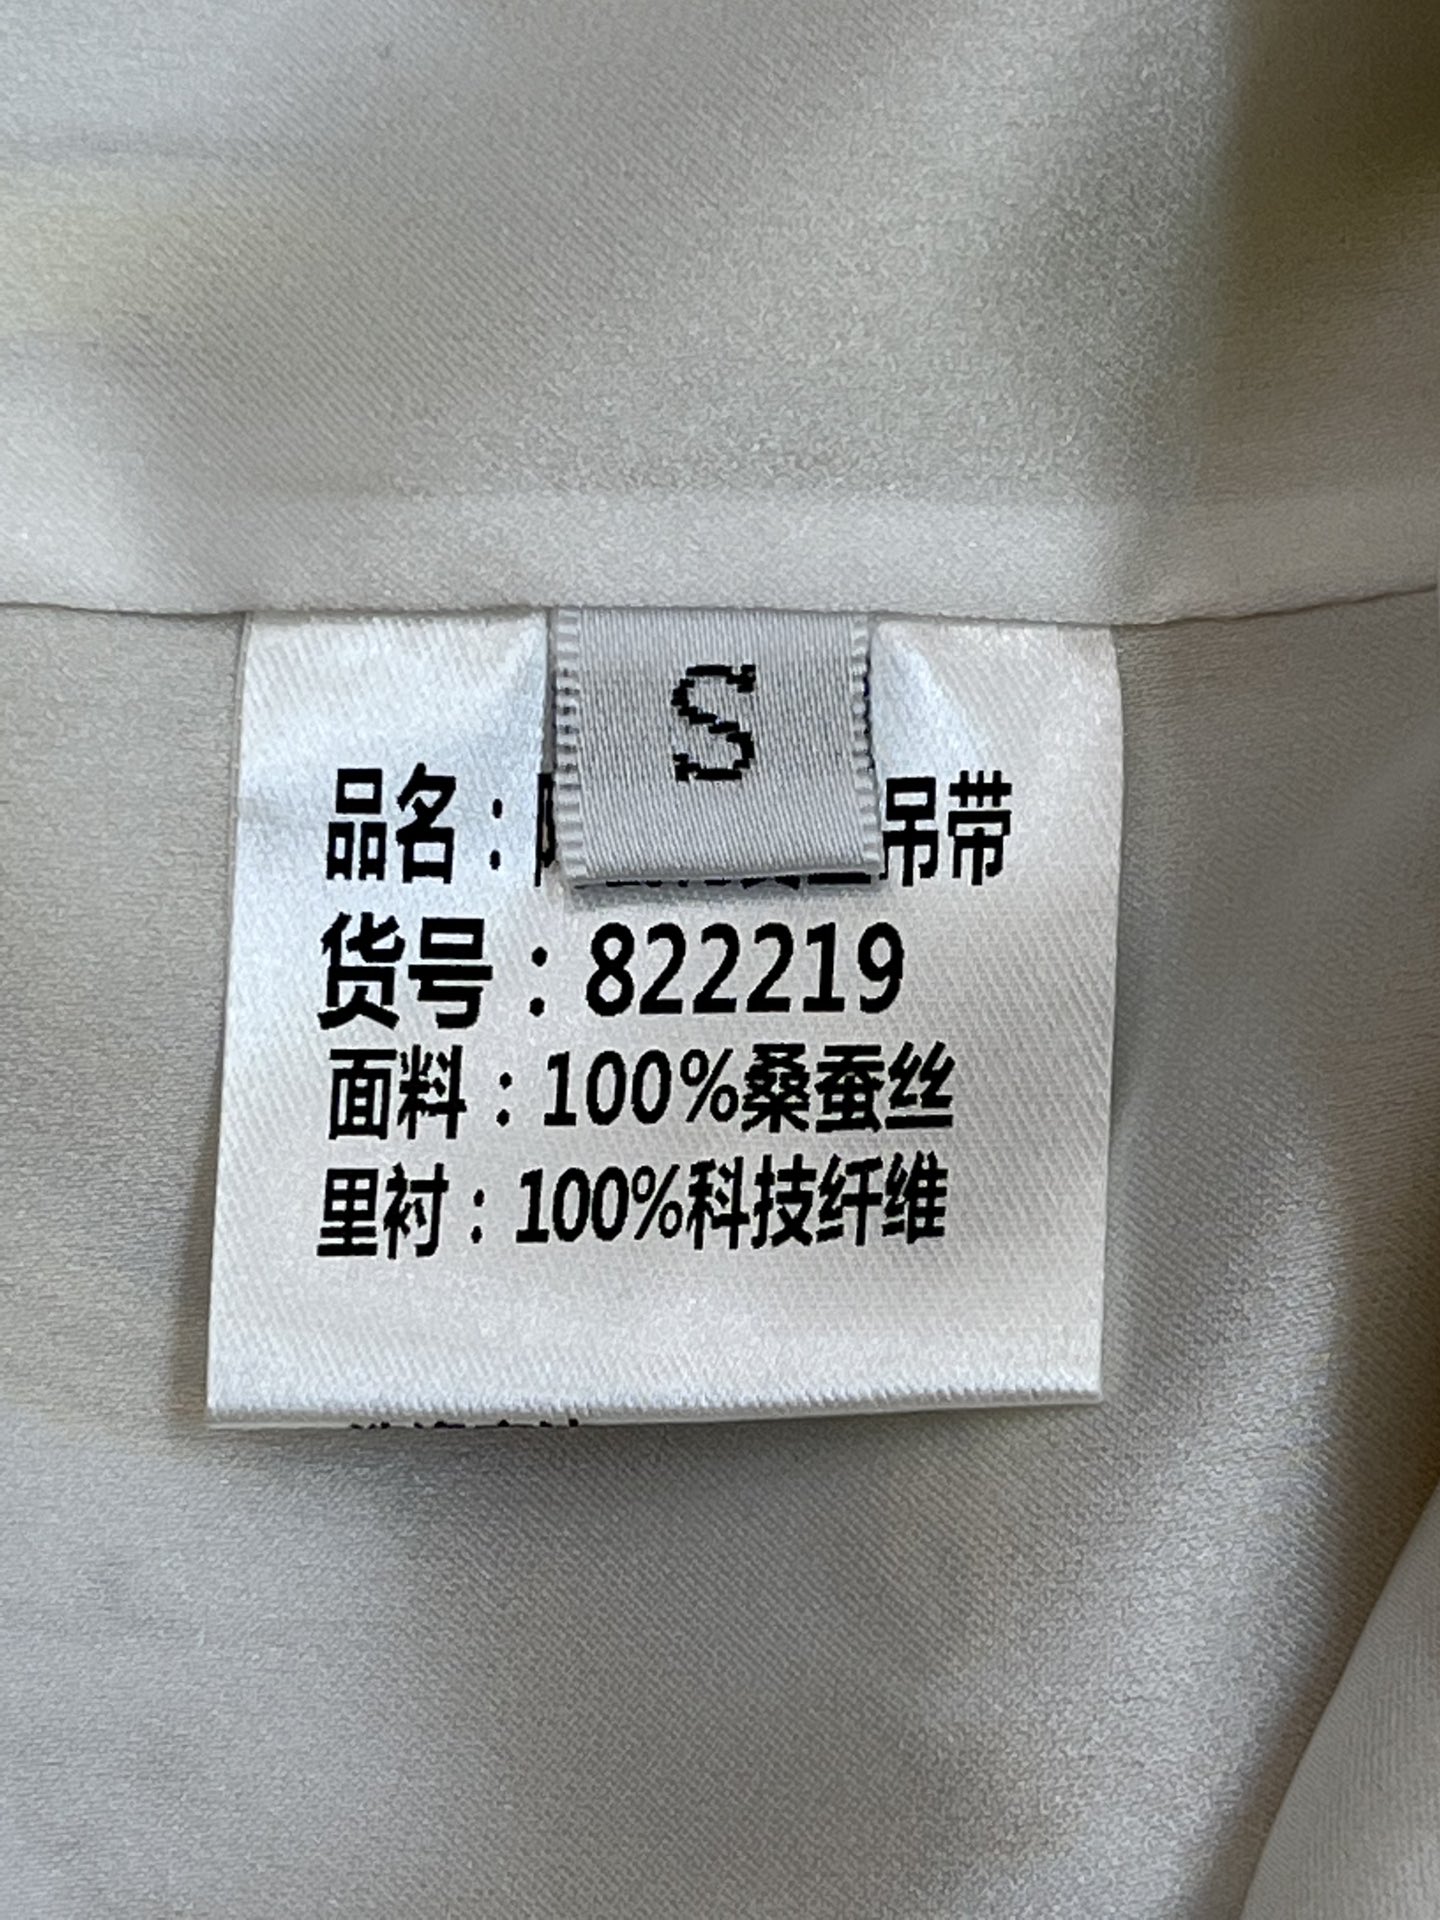 S
品名： 吊带
货号：822219
面料：100%桑蚕丝
里衬：100%科技纤维